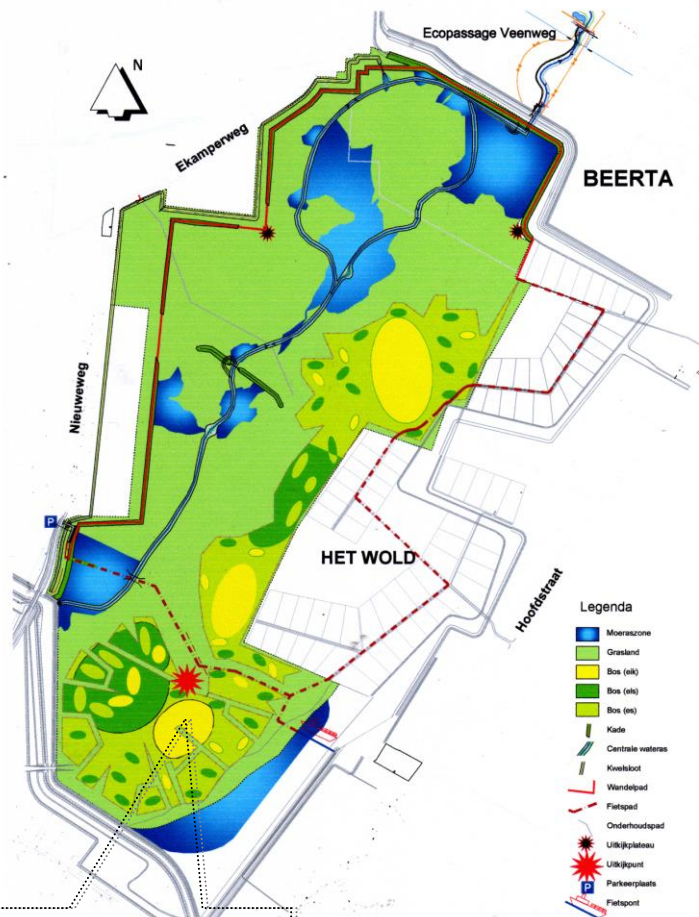 Ecopassage Veenweg
N
Ekamperweg
BEERTA
Nieuweweg
P
HET WOLD
Hoofdstraat
Legenda
Moeraszone
Grasland
Bos (eik)
Bos (els)
Bos (es)
Kade
Centrale wateras
Kwelsloot
Wandelpad
Fietspad
Onderhoudspad
Uitkijkplateau
Uitkijkpunt
P Parkeerplaats
Fietspont